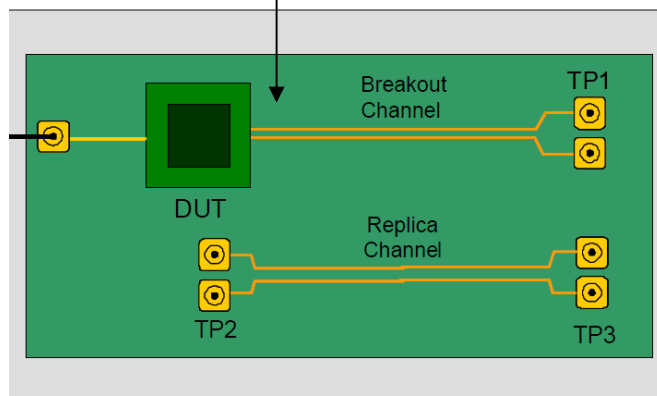 Breakout
Channel
TP1
DUT
Replica
Channel
TP2
TP3